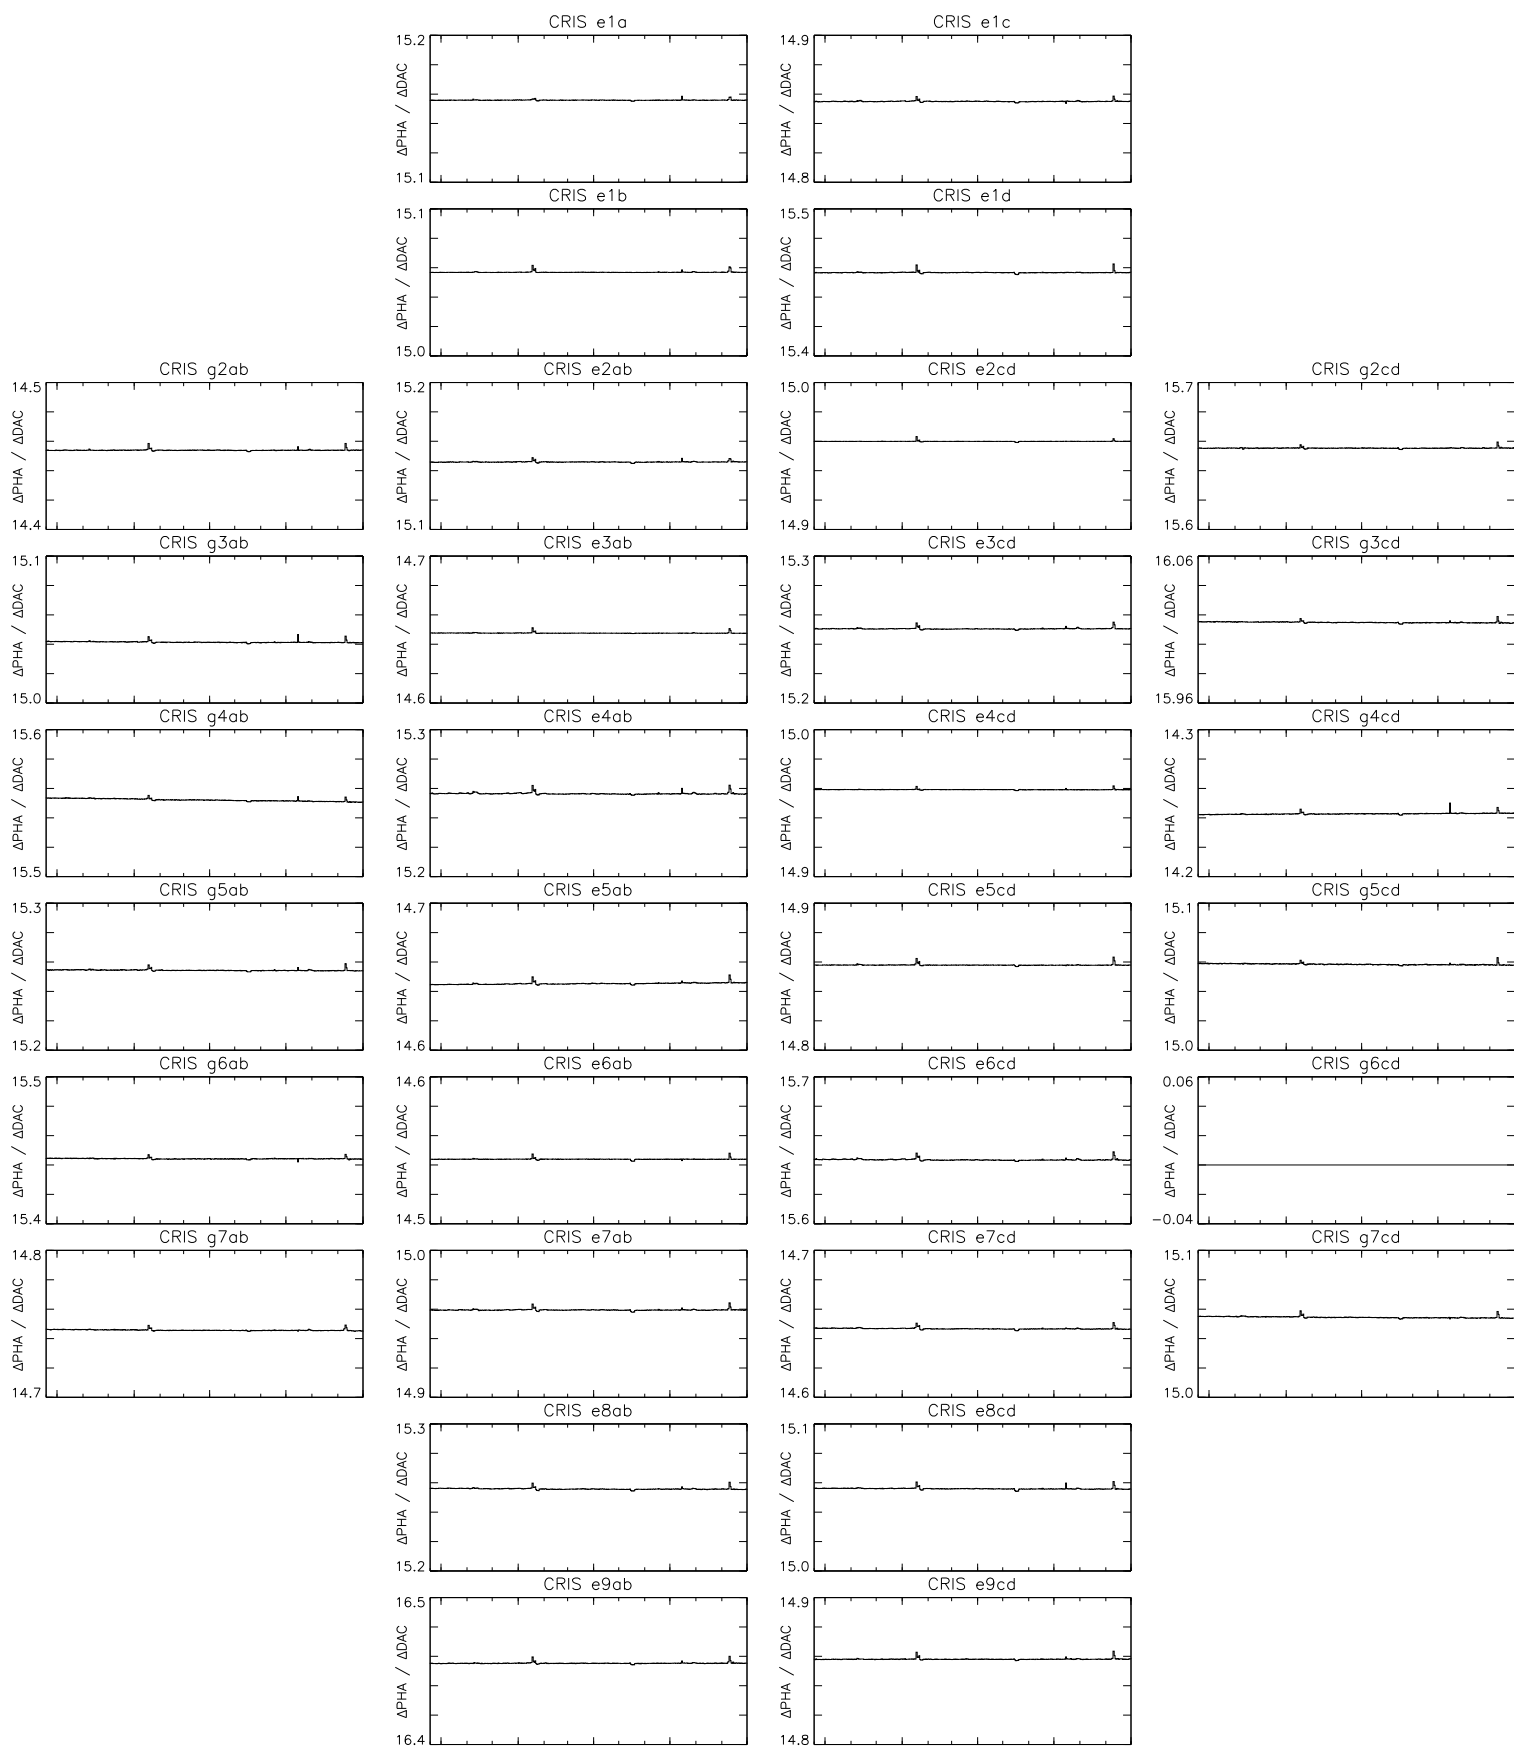 CRIS e1a
15.2
ΔPHA / ΔDAC
15.1
CRIS e1c
14.9
ΔPHA / ΔDAC
14.8
CRIS e1b
15.1
ΔPHA / ΔDAC
15.0
CRIS e1d
15.5
ΔPHA / ΔDAC
15.4
CRIS g2ab
14.5
ΔPHA / ΔDAC
14.4
CRIS e2ab
15.2
ΔPHA / ΔDAC
15.1
CRIS e2cd
15.0
ΔPHA / ΔDAC
14.9
CRIS g2cd
15.7
ΔPHA / ΔDAC
15.6
CRIS g3ab
15.1
ΔPHA / ΔDAC
15.0
CRIS e3ab
14.7
ΔPHA / ΔDAC
14.6
CRIS e3cd
15.3
ΔPHA / ΔDAC
15.2
CRIS g3cd
16.06
ΔPHA / ΔDAC
15.96
CRIS g4ab
15.6
ΔPHA / ΔDAC
15.5
CRIS e4ab
15.3
ΔPHA / ΔDAC
15.2
CRIS e4cd
15.0
ΔPHA / ΔDAC
14.9
CRIS g4cd
14.3
ΔPHA / ΔDAC
14.2
CRIS g5ab
15.3
ΔPHA / ΔDAC
15.2
CRIS e5ab
14.7
ΔPHA / ΔDAC
14.6
CRIS e5cd
14.9
ΔPHA / ΔDAC
14.8
CRIS g5cd
15.1
ΔPHA / ΔDAC
15.0
CRIS g6ab
15.5
ΔPHA / ΔDAC
15.4
CRIS e6ab
14.6
ΔPHA / ΔDAC
14.5
CRIS e6cd
15.7
ΔPHA / ΔDAC
15.6
CRIS g6cd
0.06
ΔPHA / ΔDAC
−0.04
CRIS g7ab
14.8
ΔPHA / ΔDAC
14.7
CRIS e7ab
15.0
ΔPHA / ΔDAC
14.9
CRIS e7cd
14.7
ΔPHA / ΔDAC
14.6
CRIS g7cd
15.1
ΔPHA / ΔDAC
15.0
CRIS e8ab
15.3
ΔPHA / ΔDAC
15.2
CRIS e8cd
15.1
ΔPHA / ΔDAC
15.0
CRIS e9ab
16.5
ΔPHA / ΔDAC
16.4
CRIS e9cd
14.9
ΔPHA / ΔDAC
14.8